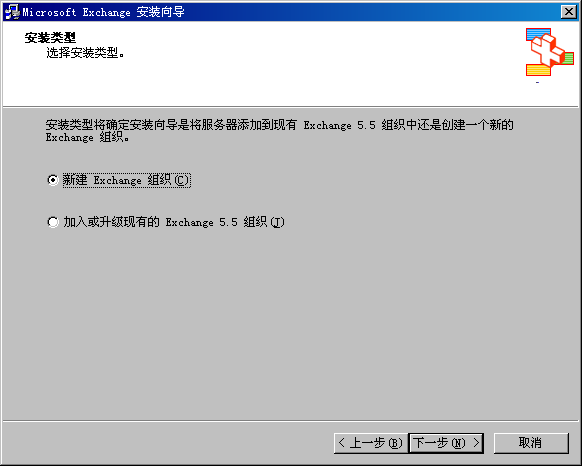 Microsoft Exchange 安装向导
安装类型
选择安装类型。
安装类型将确定安装向导是将服务器添加到现有 Exchange 5.5 组织中还是创建一个新的
Exchange 组织。
新建 Exchange 组织(C)
加入或升级现有的 Exchange 5.5 组织(J)
< 上一步(B) 下一步(N) > 取消